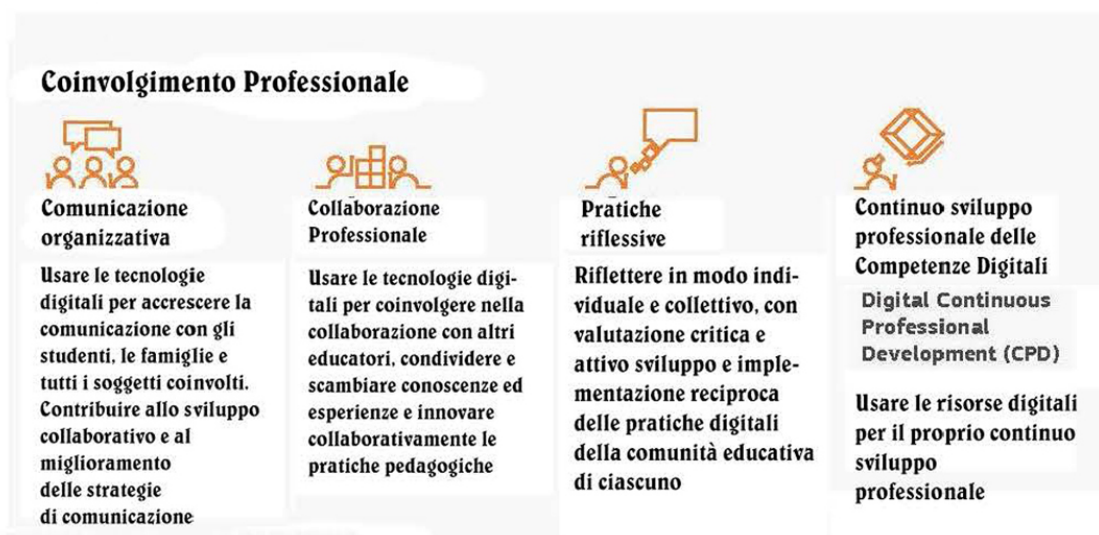 Coinvolgimento Professionale
Comunicazione
organizzativa
Usare le tecnologie
digitali per accrescere la
comunicazione con gli
studenti, le famiglie e
tutti i soggetti coinvolti.
Contribuire allo sviluppo
collaborativo e al
miglioramento
delle strategie
di comunicazione
Collaborazione
Professionale
Usare le tecnologie digi-
tali per coinvolgere nella
collaborazione con altri
educatori, condividere e
scambiare conoscenze ed
esperienze e innovare
collaborativamente le
pratiche pedagogiche
Pratiche
riflessive
Riflettere in modo indi-
viduale e collettivo, con
valutazione critica e
attivo sviluppo e imple-
mentazione reciproca
delle pratiche digitali
della comunità educativa
di ciascuno
Continuo sviluppo
professionale delle
Competenze Digitali
Digital Continuous
Professional
Development (CPD)
Usare le risorse digitali
per il proprio continuo
sviluppo
professionale